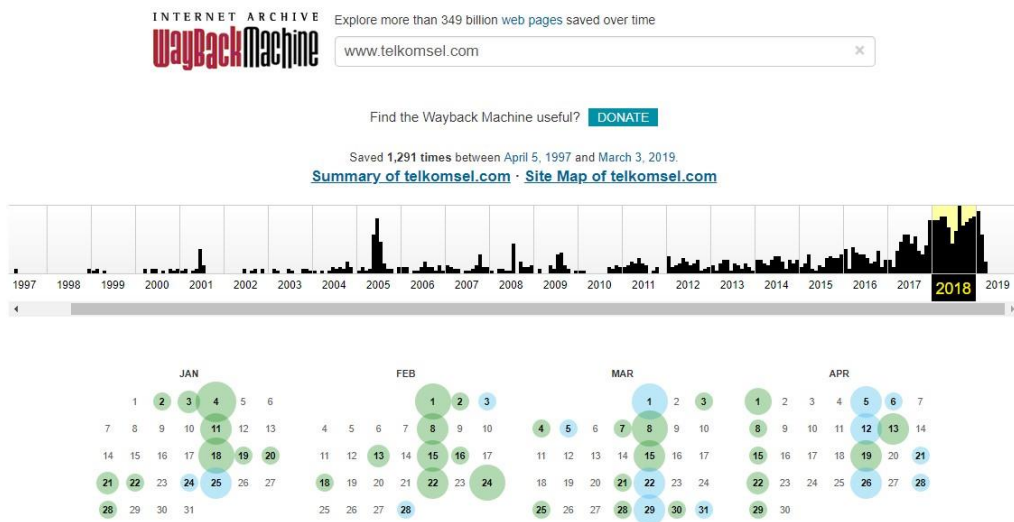 INTERNET ARCHIVE
WayBackMachine
Explore more than 349 billion web pages saved over time
www.telkomsel.com ×
Find the Wayback Machine useful? DONATE
Saved 1,291 times between April 5, 1997 and March 3, 2019.
Summary of telkomsel.com · Site Map of telkomsel.com
1997 1998 1999 2000 2001 2002 2003 2004 2005 2006 2007 2008 2009 2010 2011 2012 2013 2014 2015 2016 2017 2018 2019
JAN FEB MAR APR
1 2 3 4 5 6 1 2 3 1 2 3 1 2 3 4 5 6 7
7 8 9 10 11 12 13 4 5 6 7 8 9 10 4 5 6 7 8 9 10 8 9 10 11 12 13 14
14 15 16 17 18 19 20 11 12 13 14 15 16 17 11 12 13 14 15 16 17 15 16 17 18 19 20 21
21 22 23 24 25 26 27 18 19 20 21 22 23 24 18 19 20 21 22 23 24 22 23 24 25 26 27 28
28 29 30 31 25 26 27 28 25 26 27 28 29 30 31 29 30